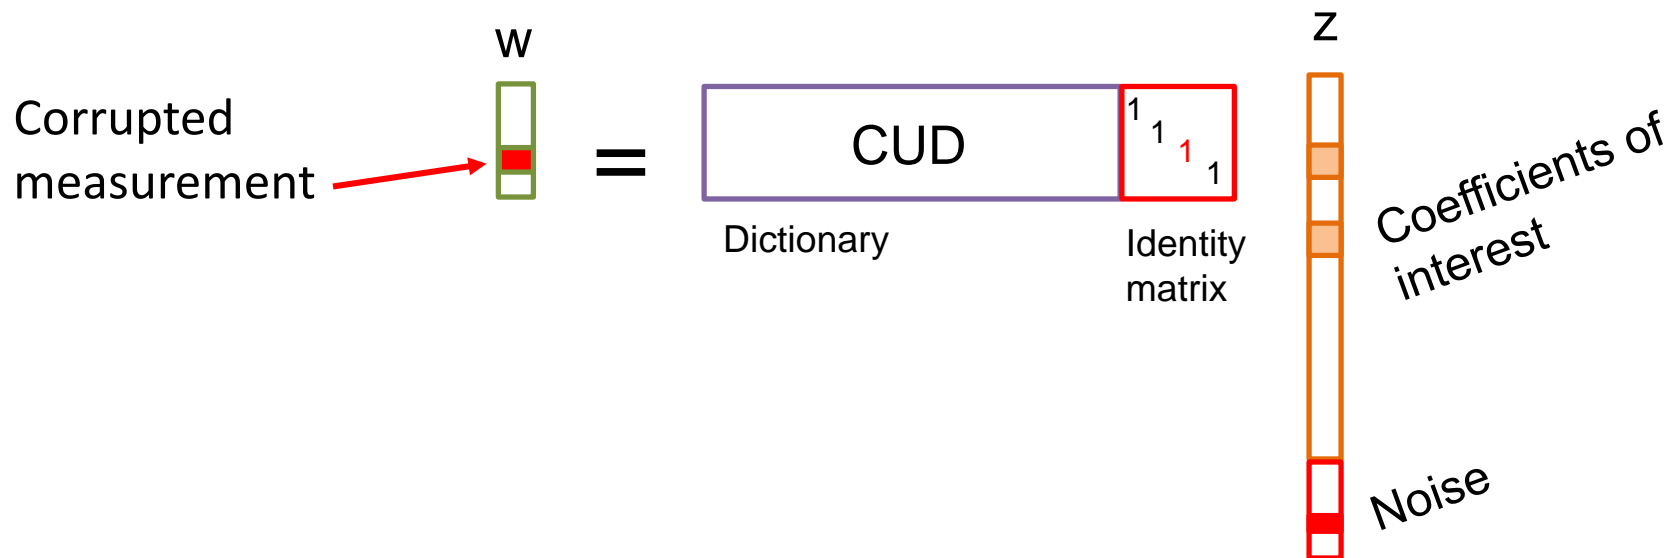 w
z
Corrupted
measurement
=
CUD
1
1
1
1
Dictionary
Identity
matrix
Coefficients of
interest
Noise